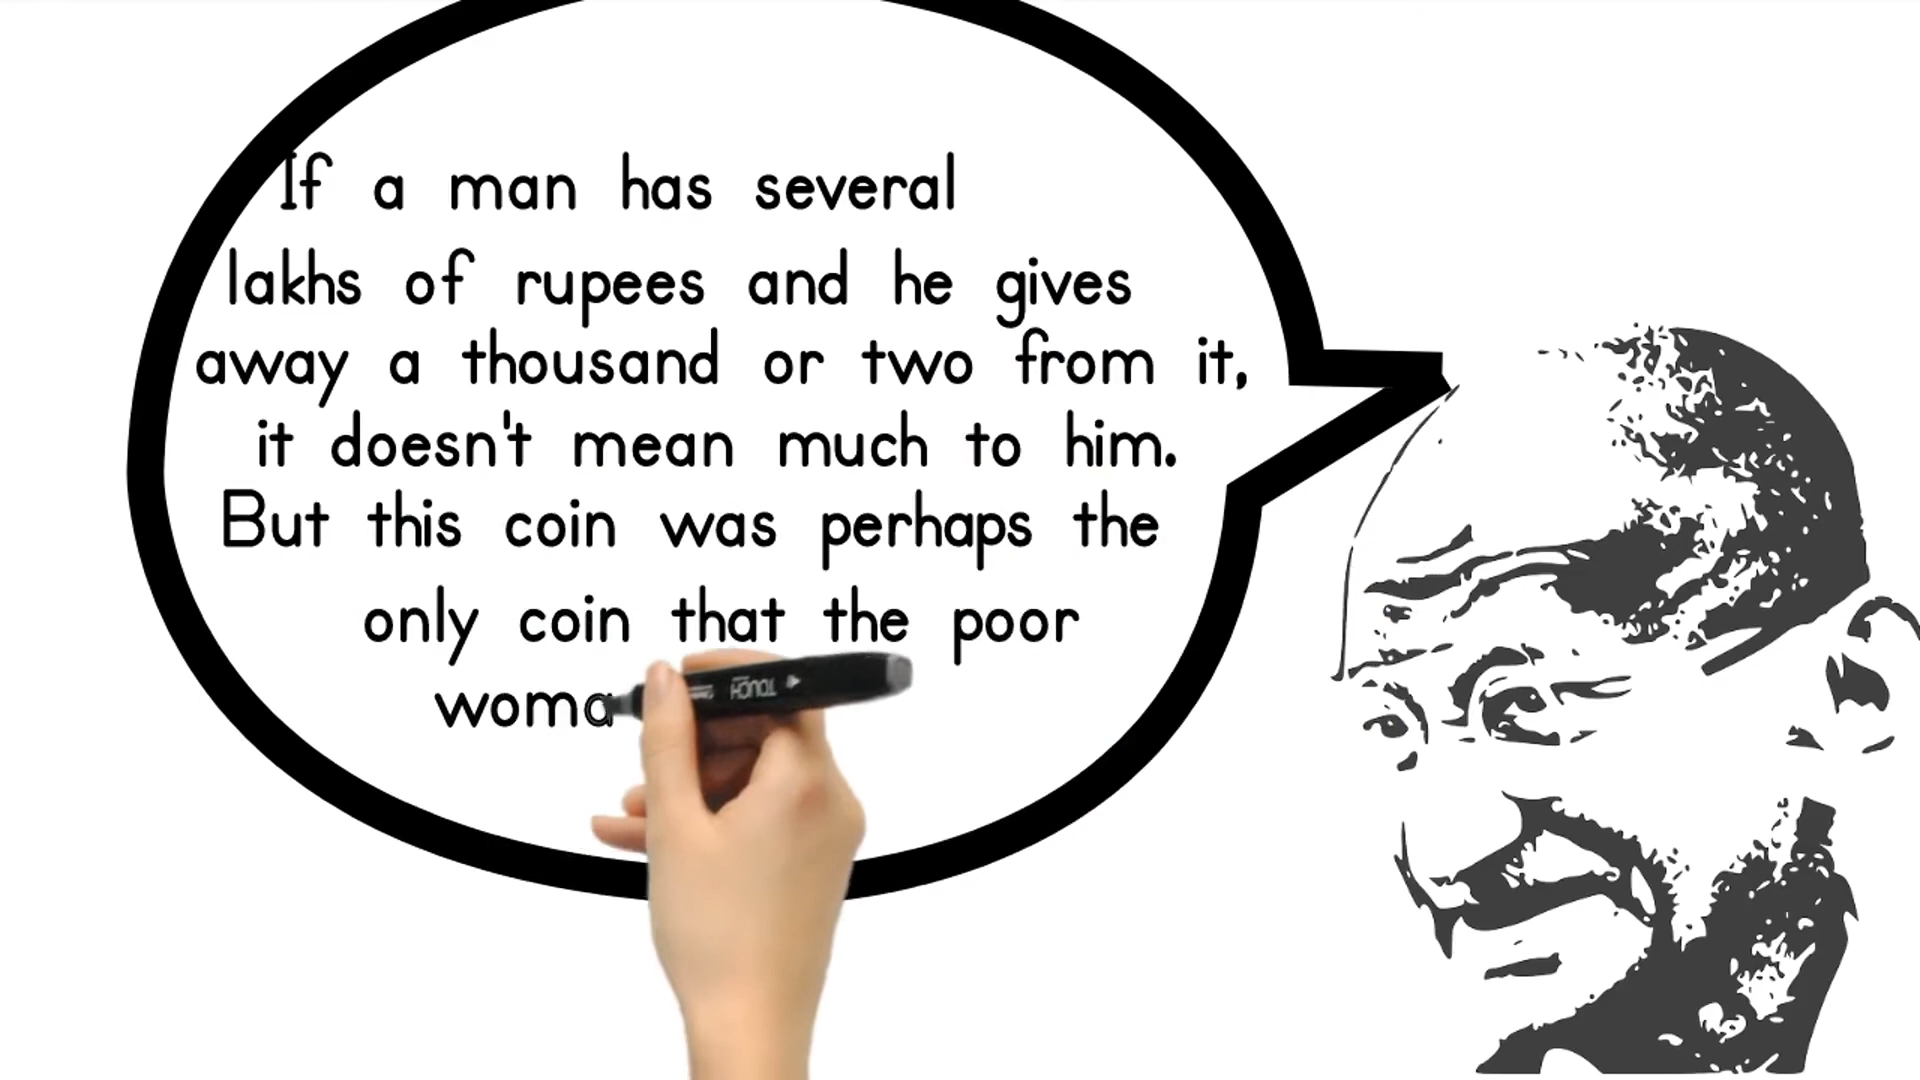 If a man has several
lakhs of rupees and he gives
away a thousand or two from it,
it doesn't mean much to him.
But this coin was perhaps the
only coin that the poor
woma
TOUCH